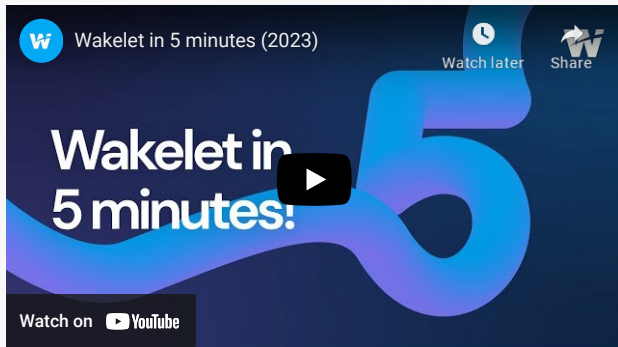 Wakelet in 5 minutes (2023)
Watch later
Share
Wakelet in
5 minutes!
5
Watch on YouTube